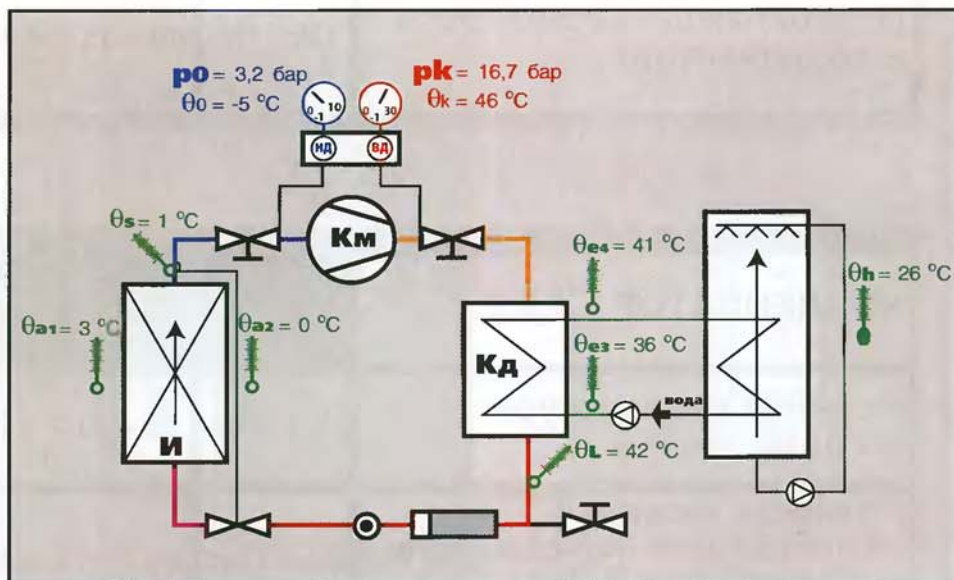 p0 = 3,2 бар
θ0 = -5 °C
pk = 16,7 бар
θk = 46 °C
0 -1 10
0 -1 30
НД
ВД
θs = 1 °C
Км
θe4 = 41 °C
θh = 26 °C
θa1 = 3 °C
θa2 = 0 °C
θe3 = 36 °C
Кд
вода
И
θL = 42 °C